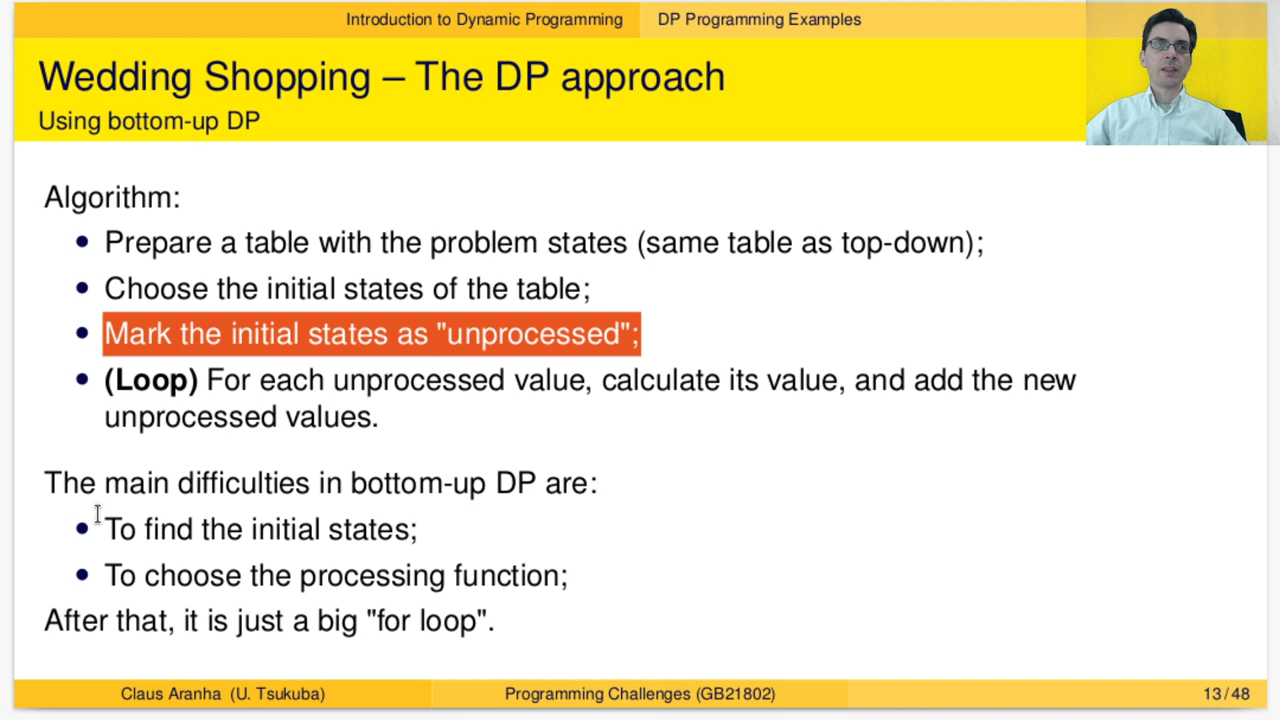 Introduction to Dynamic Programming DP Programming Examples
Wedding Shopping – The DP approach
Using bottom-up DP
Algorithm:
• Prepare a table with the problem states (same table as top-down);
• Choose the initial states of the table;
• Mark the initial states as "unprocessed";
• (Loop) For each unprocessed value, calculate its value, and add the new
unprocessed values.
The main difficulties in bottom-up DP are:
• To find the initial states;
• To choose the processing function;
After that, it is just a big "for loop".
Claus Aranha (U. Tsukuba) Programming Challenges (GB21802) 13 / 48